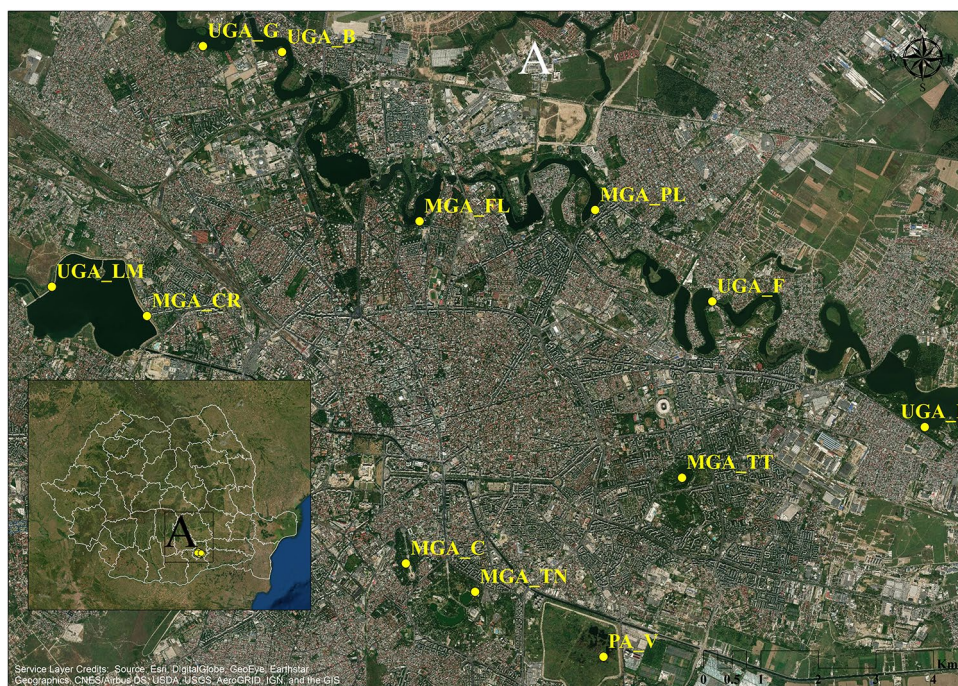 UGA_G
UGA_B
A
S
MGA_FL
MGA_PL
UGA_LM
MGA_CR
UGA_F
UGA_
MGA_TT
A
MGA_C
MGA_TN
PA_V
Service Layer Credits: Source: Esri, DigitalGlobe, GeoEye, Earthstar
Geographics, CNES/Airbus DS, USDA, USGS, AeroGRID, IGN, and the GIS
Km
0 0.5 1 2 3 4